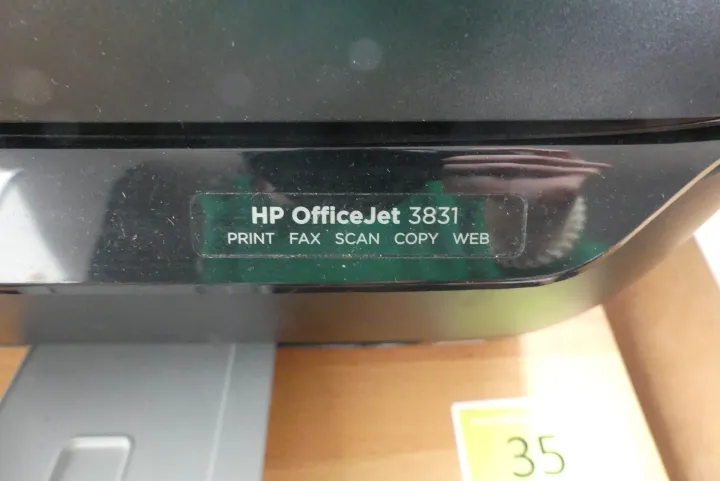 HP OfficeJet 3831
PRINT FAX SCAN COPY WEB
35